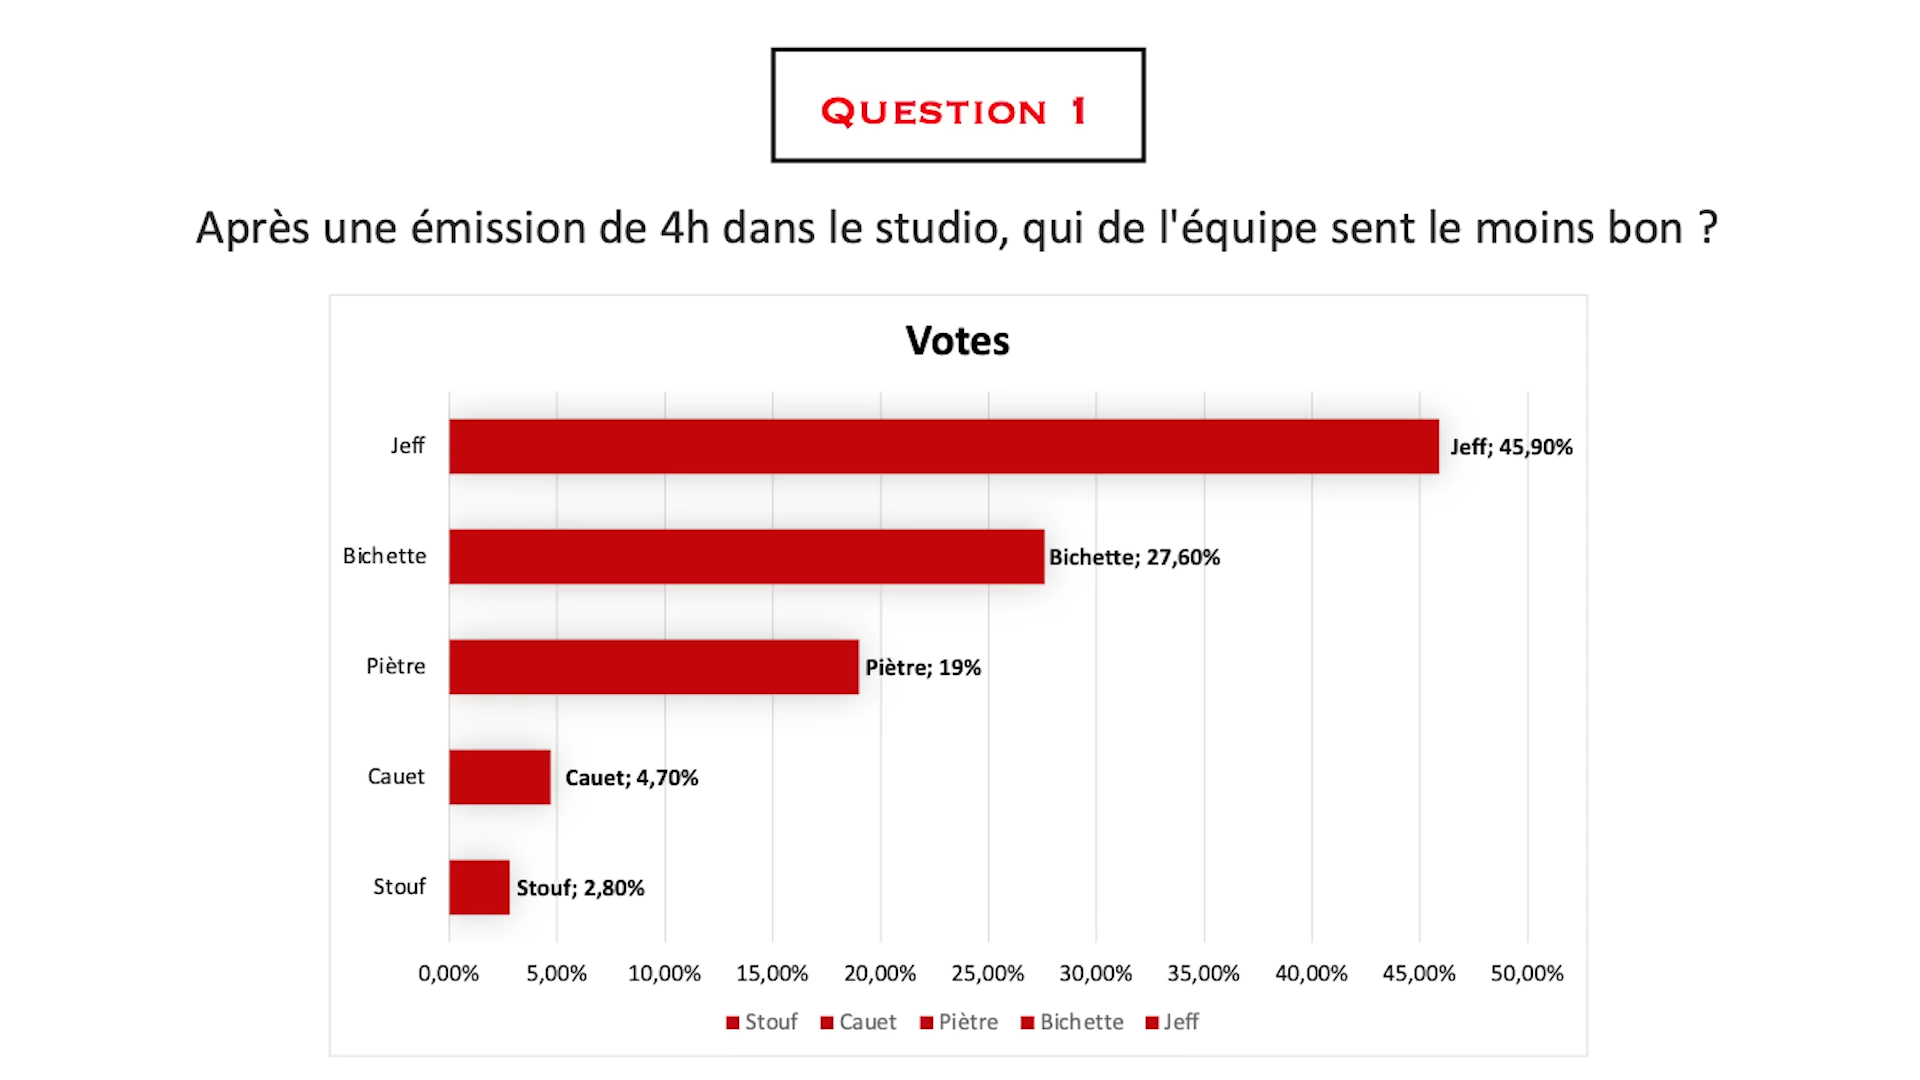 QUESTION 1
Après une émission de 4h dans le studio, qui de l'équipe sent le moins bon ?
Votes
Jeff
Jeff; 45,90%
Bichette
Bichette; 27,60%
Piètre
Piètre; 19%
Cauet
Cauet; 4,70%
Stouf
Stouf; 2,80%
0,00% 5,00% 10,00% 15,00% 20,00% 25,00% 30,00% 35,00% 40,00% 45,00% 50,00%
Stouf Cauet Piètre Bichette Jeff